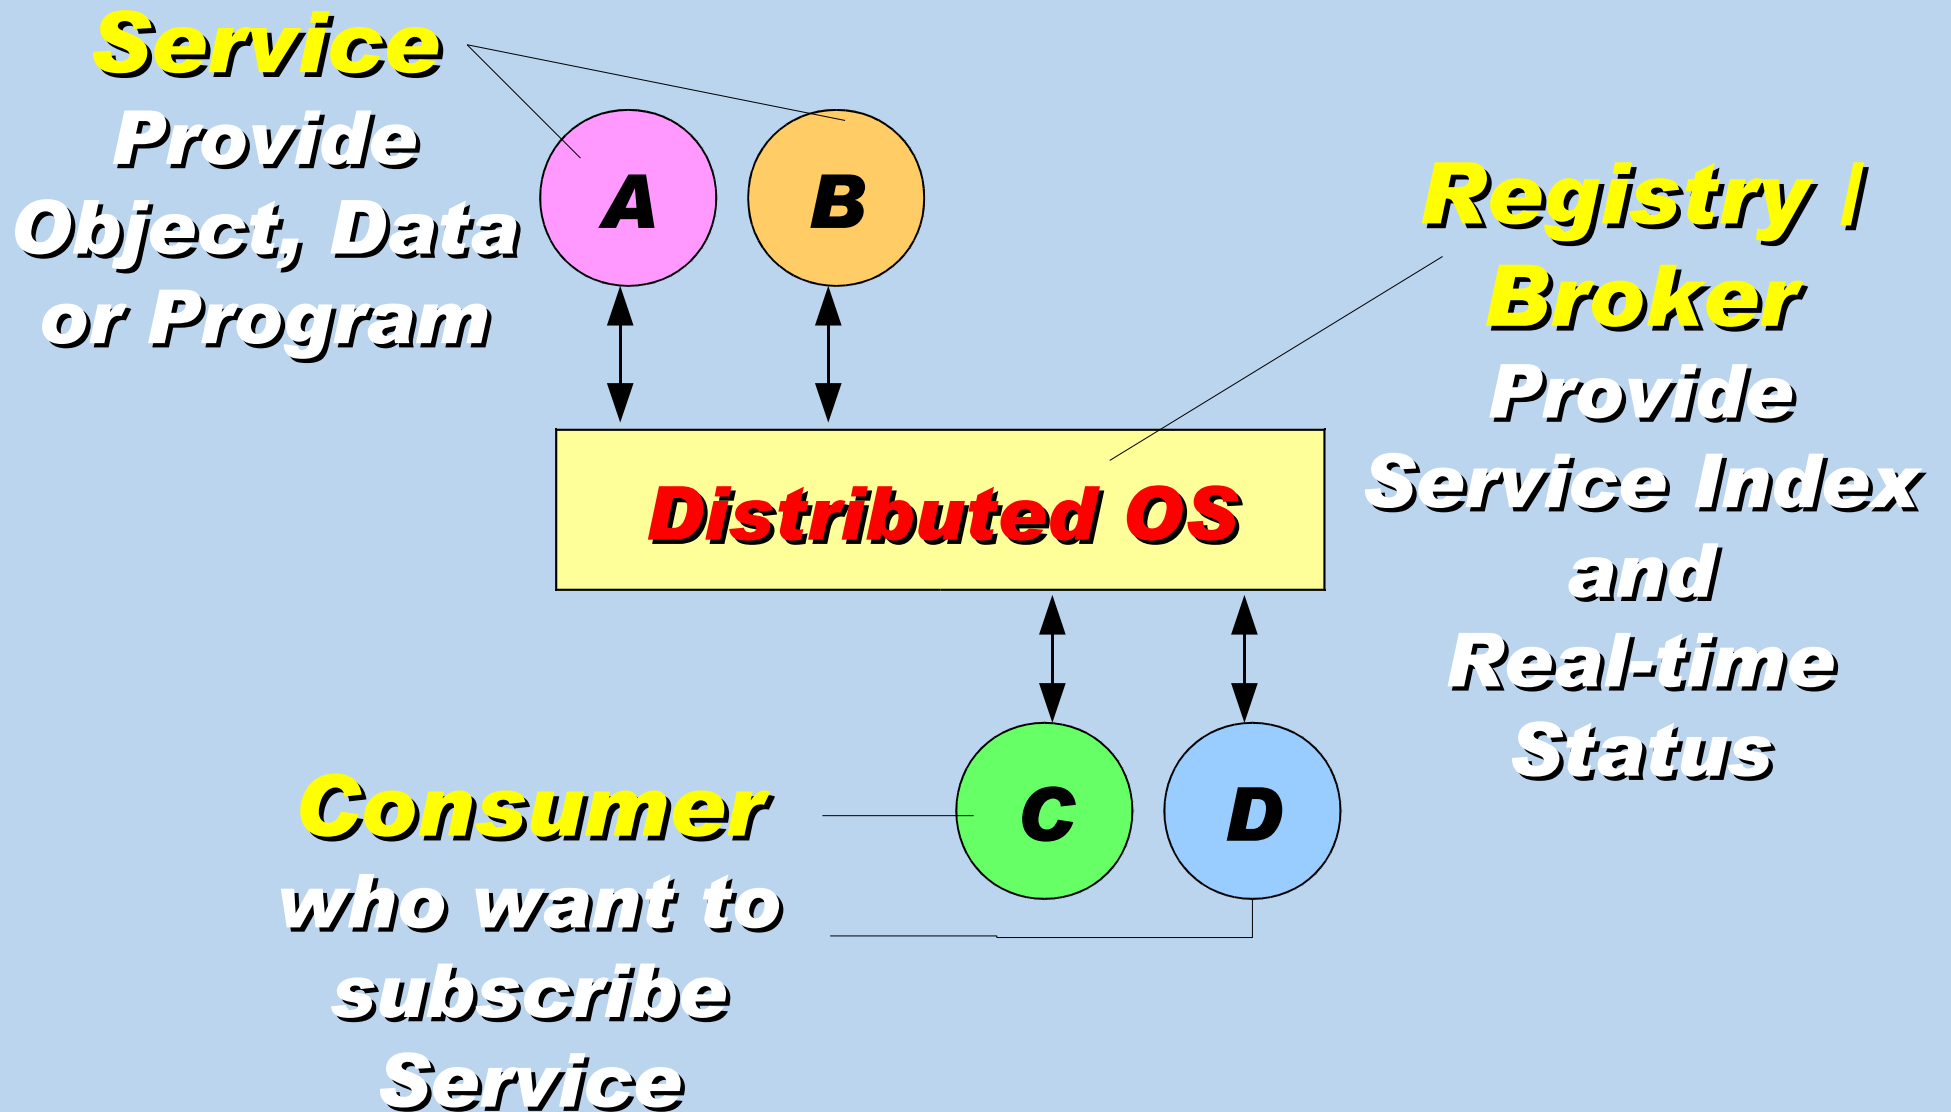 Service
Provide
Object, Data
or Program
A
B
Registry /
Broker
Provide
Service Index
and
Real-time
Status
Distributed OS
Consumer
who want to
subscribe
Service
C
D